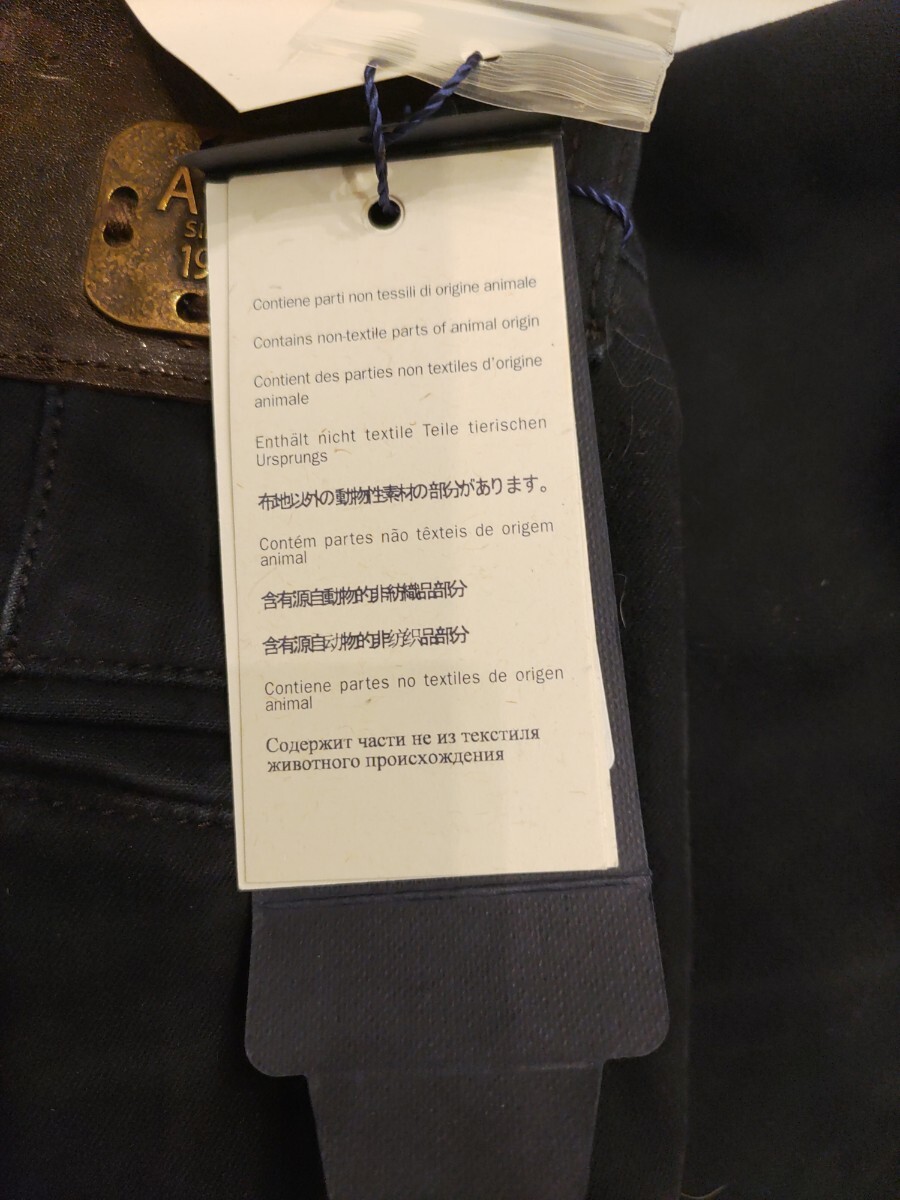 A
SI
19
Contiene parti non tessili di origine animale
Contains non-textile parts of animal origin
Contient des parties non textiles d'origine
animale
Enthält nicht textile Teile tierischen
Ursprungs
布地以外の動物性素材の部分があります。
Contém partes não têxteis de origem
animal
含有源自動物的非紡織品部分
含有源自动物的非纺织品部分
Contiene partes no textiles de origen
animal
Содержит части не из текстиля
животного происхождения